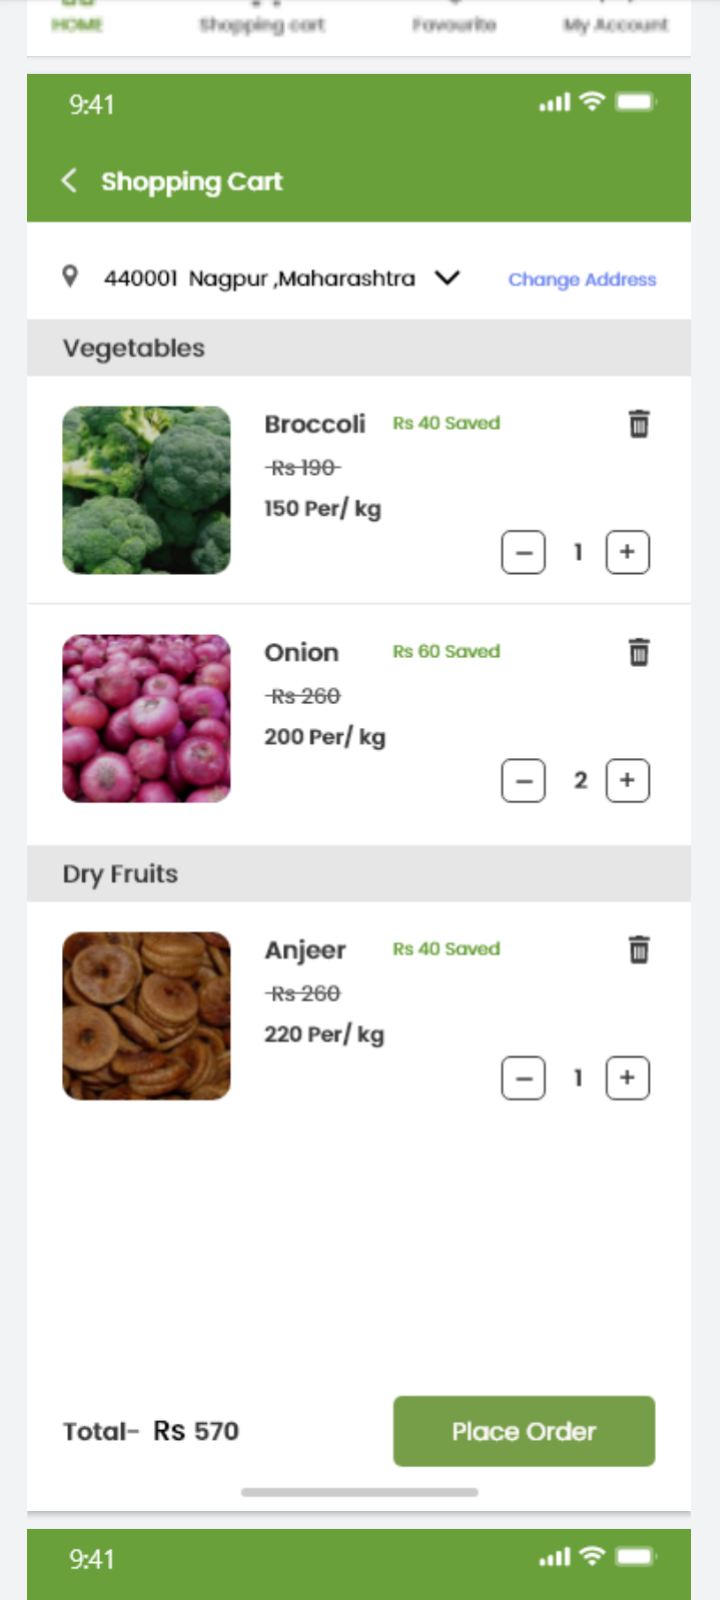 HOME Shopping cart Favourite My Account
9:41
Shopping Cart
440001 Nagpur ,Maharashtra Change Address
Vegetables
Broccoli Rs 40 Saved
Rs 190
150 Per/ kg
1
Onion Rs 60 Saved
Rs 260
200 Per/ kg
2
Dry Fruits
Anjeer Rs 40 Saved
Rs 260
220 Per/ kg
1
Total- Rs 570 Place Order
9:41